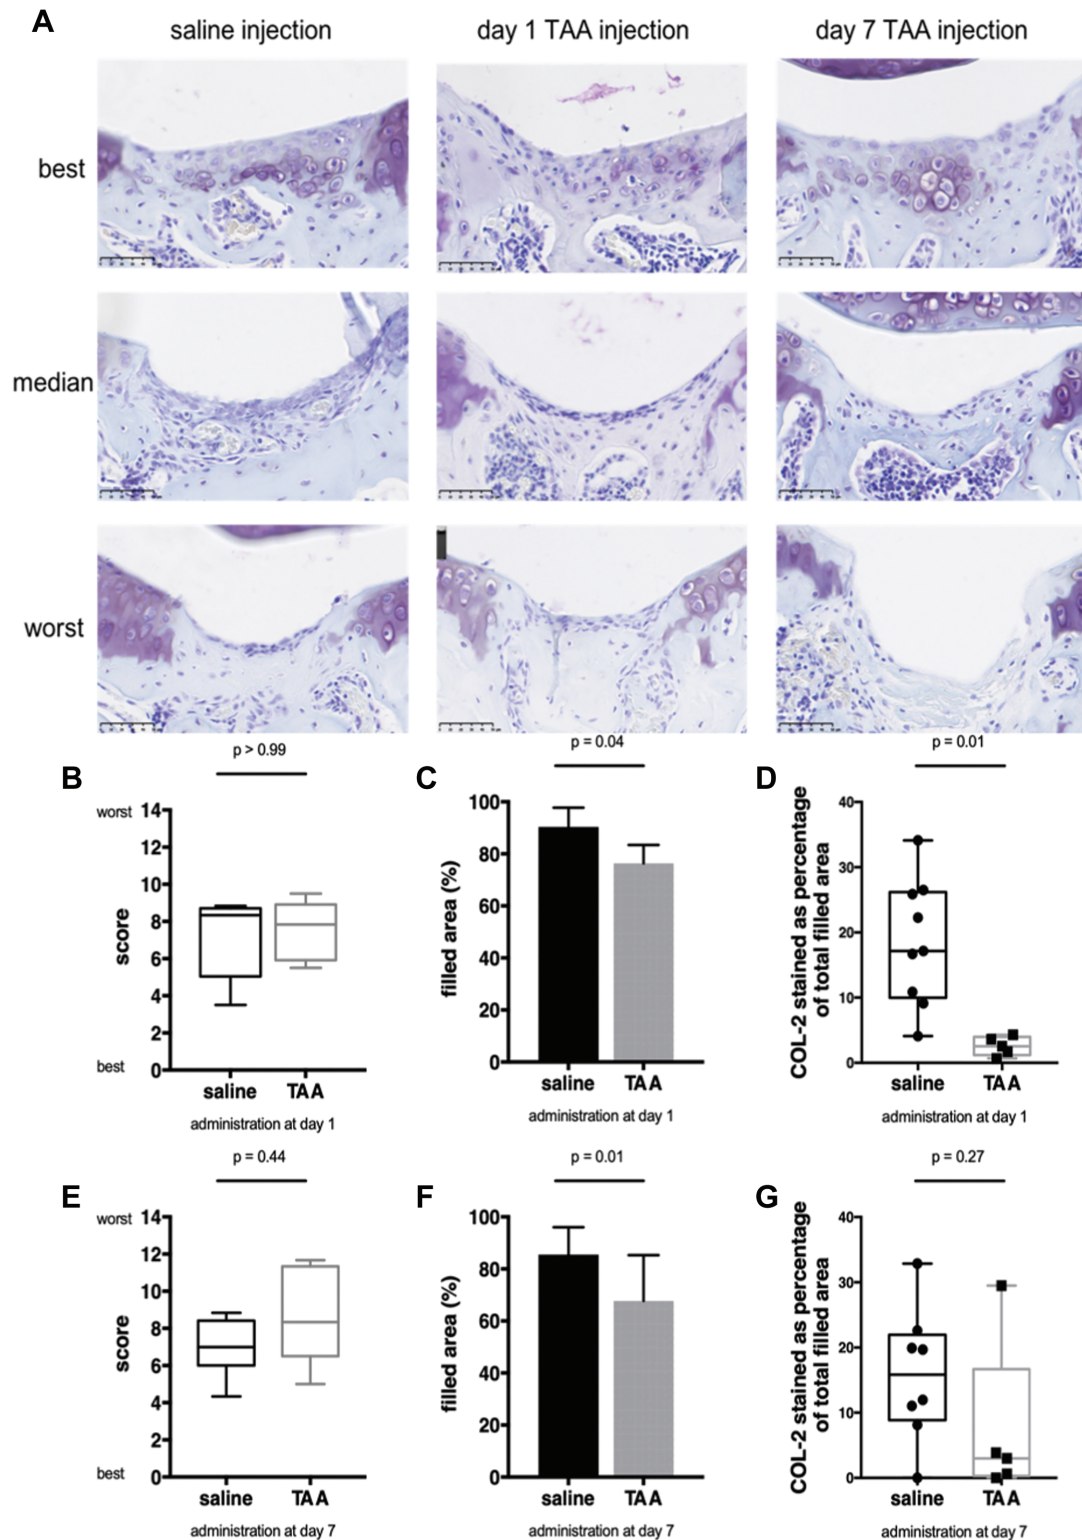 A
saline injection
day 1 TAA injection
day 7 TAA injection
best
median
worst
p > 0.99
p = 0.04
p = 0.01
B
worst
14
12
10
8
6
4
2
0
best
score
saline
TAA
administration at day 1
C
100
80
60
40
20
0
filled area (%)
saline
TAA
administration at day 1
D
40
30
20
10
0
COL-2 stained as percentage
of total filled area
saline
TAA
administration at day 1
p = 0.44
p = 0.01
p = 0.27
E
worst
14
12
10
8
6
4
2
0
best
score
saline
TAA
administration at day 7
F
100
80
60
40
20
0
filled area (%)
saline
TAA
administration at day 7
G
40
30
20
10
0
COL-2 stained as percentage
of total filled area
saline
TAA
administration at day 7